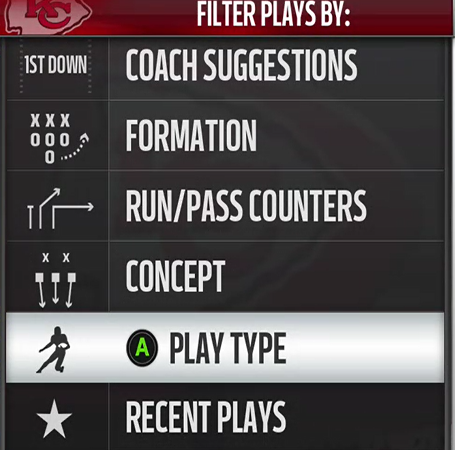 KC
FILTER PLAYS BY:
1ST DOWN
COACH SUGGESTIONS
X X X
O O O
O
FORMATION
RUN/PASS COUNTERS
X X
CONCEPT
A PLAY TYPE
RECENT PLAYS